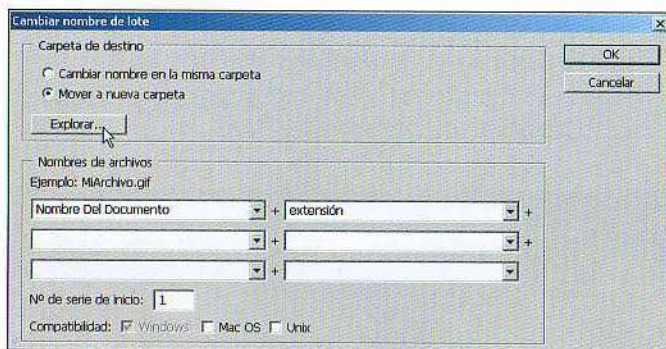 Cambiar nombre de lote
Carpeta de destino
OK
Cambiar nombre en la misma carpeta
Cancelar
Mover a nueva carpeta
Explorar...
Nombres de archivos
Ejemplo: MiArchivo.gif
Nombre Del Documento + extensión +
+ +
+
Nº de serie de inicio: 1
Compatibilidad: Windows Mac OS Unix